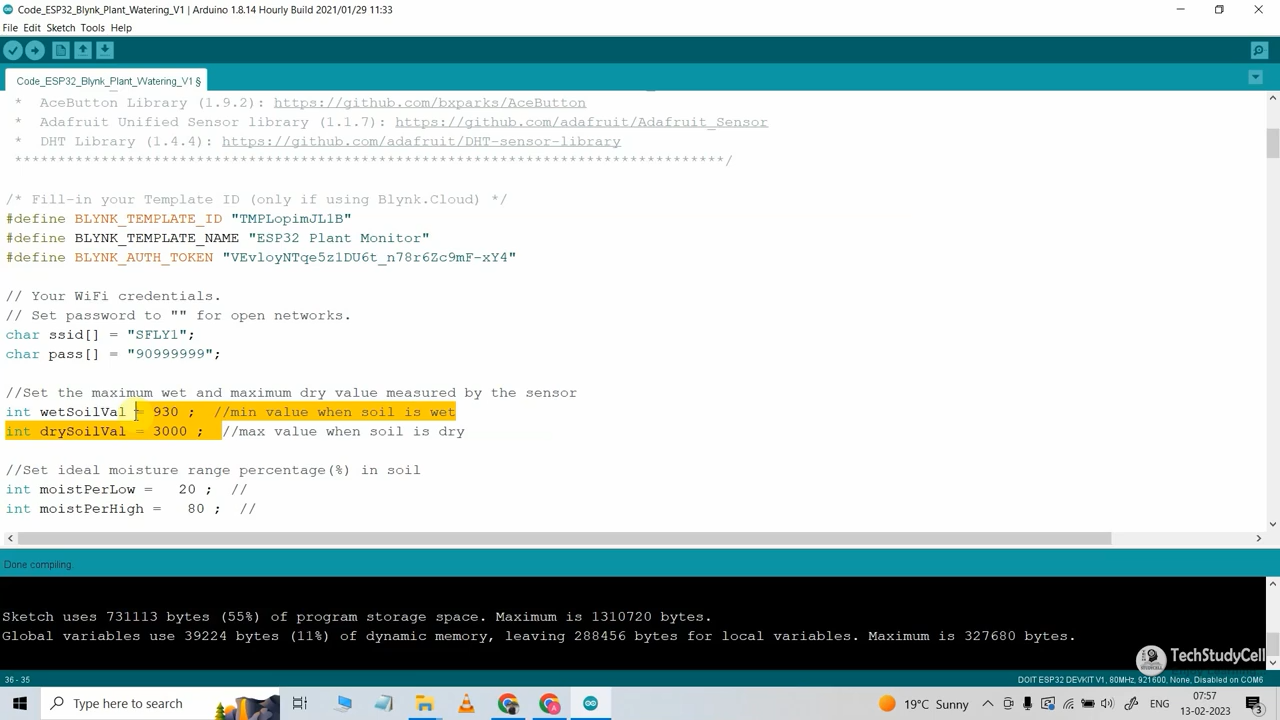 Code_ESP32_Blynk_Plant_Watering_V1 | Arduino 1.8.14 Hourly Build 2021/01/29 11:33
File Edit Sketch Tools Help
Code_ESP32_Blynk_Plant_Watering_V1 §
* AceButton Library (1.9.2): https://github.com/bxparks/AceButton
* Adafruit Unified Sensor library (1.1.7): https://github.com/adafruit/Adafruit_Sensor
* DHT Library (1.4.4): https://github.com/adafruit/DHT-sensor-library
***********************************************************************************/
/* Fill-in your Template ID (only if using Blynk.Cloud) */
#define BLYNK_TEMPLATE_ID "TMPLopimJL1B"
#define BLYNK_TEMPLATE_NAME "ESP32 Plant Monitor"
#define BLYNK_AUTH_TOKEN "VEvloyNTqe5z1DU6t_n78r6Zc9mF-xY4"
// Your WiFi credentials.
// Set password to "" for open networks.
char ssid[] = "SFLY1";
char pass[] = "90999999";
//Set the maximum wet and maximum dry value measured by the sensor
int wetSoilVal = 930 ; //min value when soil is wet
int drySoilVal = 3000 ; //max value when soil is dry
//Set ideal moisture range percentage(%) in soil
int moistPerLow = 20 ; //
int moistPerHigh = 80 ; //
Done compiling.
Sketch uses 731113 bytes (55%) of program storage space. Maximum is 1310720 bytes.
Global variables use 39224 bytes (11%) of dynamic memory, leaving 288456 bytes for local variables. Maximum is 327680 bytes.
TechStudyCell
36 - 35
DOIT ESP32 DEVKIT V1, 80MHz, 921600, None, Disabled on COM6
Type here to search
19°C Sunny
ENG
07:57
13-02-2023
3